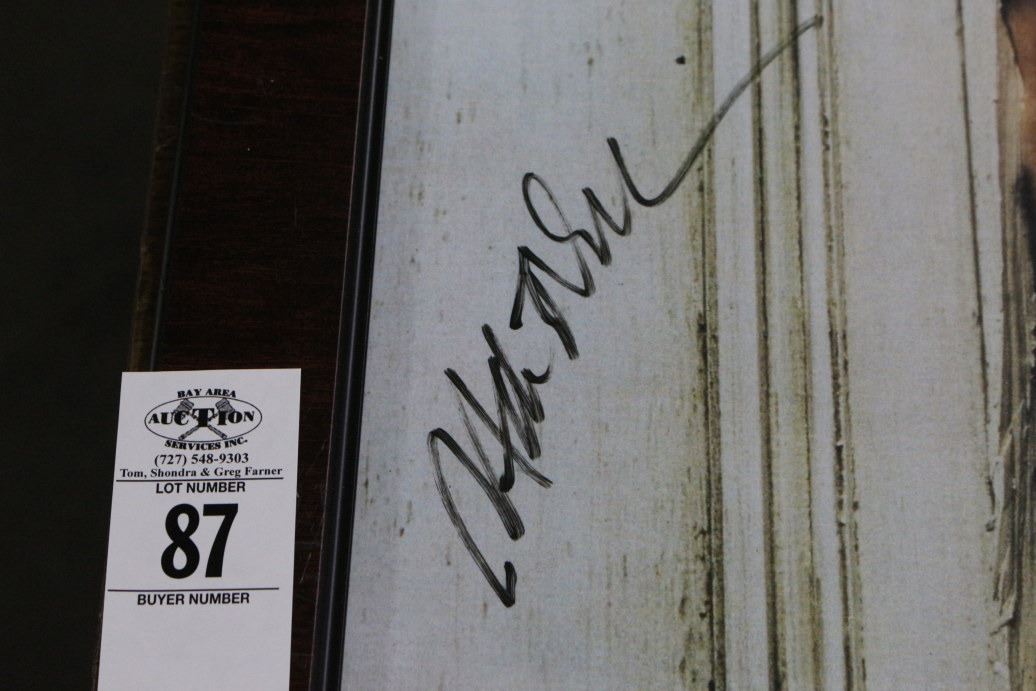 BAY AREA
AUCTION
SERVICES INC.
(727) 548-9303
Tom, Shondra & Greg Farner
LOT NUMBER
87
BUYER NUMBER